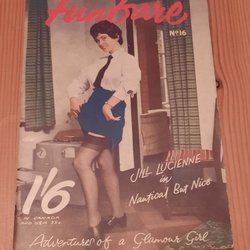 funfare
No16
JILL LUCIENNE
in
Nautical But Nice
1'6
IN CANADA
Adventures of a Glamour Girl